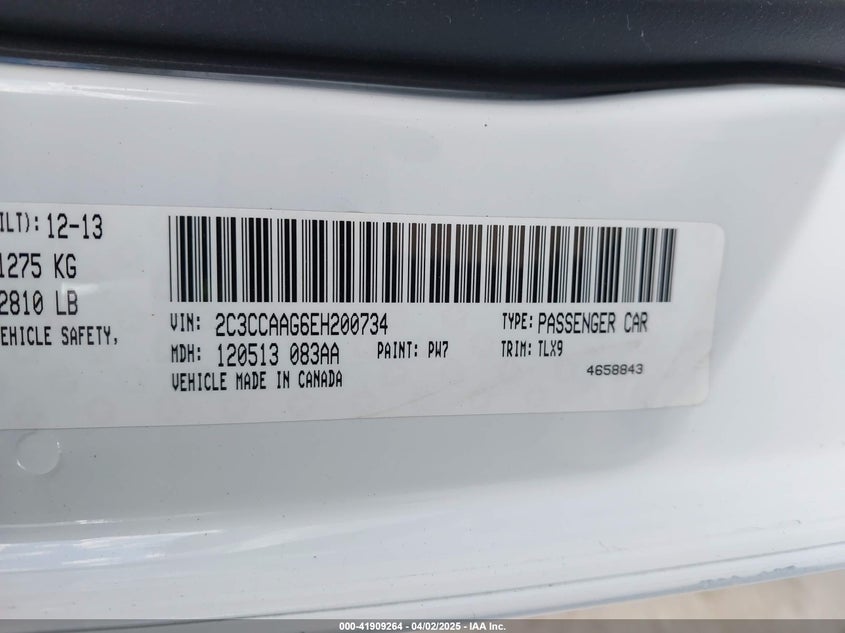 ILT): 12-13
1275 KG
2810 LB
EHICLE SAFETY,
VIN: 2C3CCAAG6EH200734 TYPE: PASSENGER CAR
MDH: 120513 083AA PAINT: PW7 TRIM: TLX9
VEHICLE MADE IN CANADA 4658843
000-41909264 - 04/02/2025 - IAA Inc.